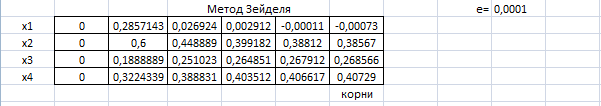 Метод Зейделя e= 0,0001
x1 0 0,2857143 0,026924 0,002912 -0,00011 -0,00073
x2 0 0,6 0,448889 0,399182 0,38812 0,38567
x3 0 0,1888889 0,251023 0,264851 0,267912 0,268566
x4 0 0,3224339 0,388831 0,403512 0,406617 0,40729
корни